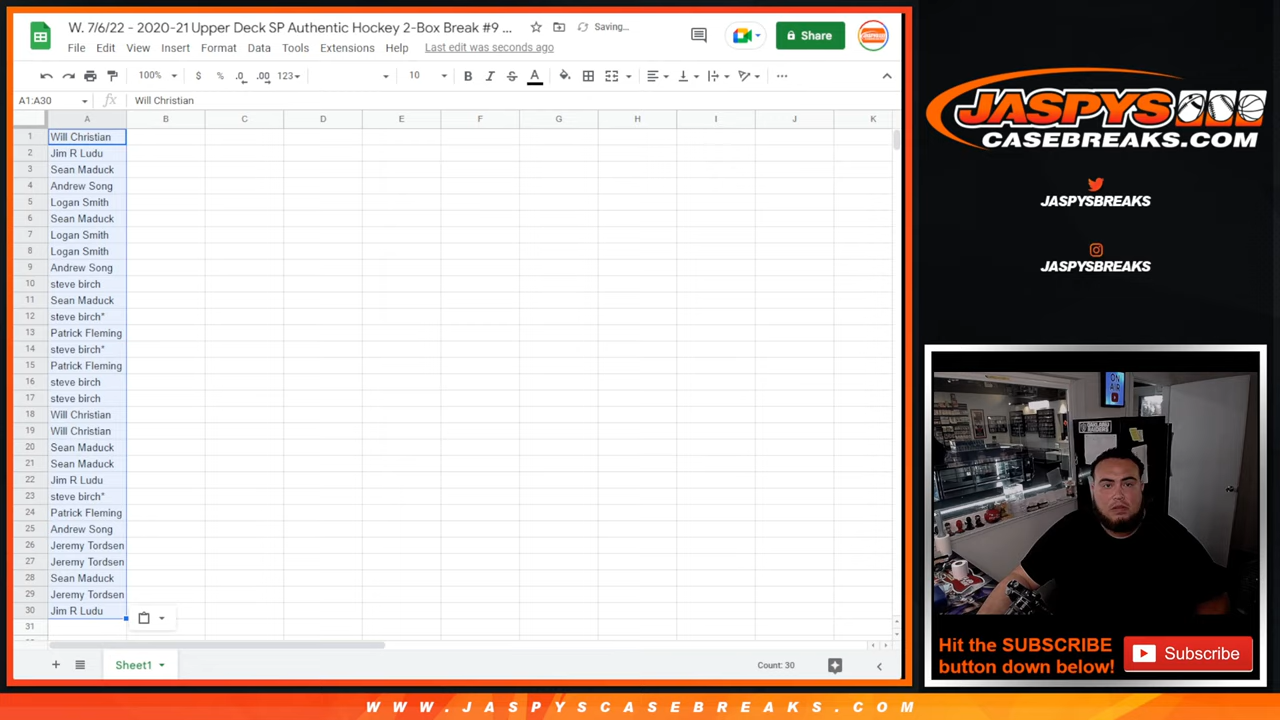 W. 7/6/22 - 2020-21 Upper Deck SP Authentic Hockey 2-Box Break #9 ...
Saving...
File Edit View Insert Format Data Tools Extensions Help Last edit was seconds ago
Share
100% $ % .0 .00 123 10 B I S A
A1:A30 fx Will Christian
A B C D E F G H I J K
1 Will Christian
2 Jim R Ludu
3 Sean Maduck
4 Andrew Song
5 Logan Smith
6 Sean Maduck
7 Logan Smith
8 Logan Smith
9 Andrew Song
10 steve birch
11 Sean Maduck
12 steve birch*
13 Patrick Fleming
14 steve birch*
15 Patrick Fleming
16 steve birch
17 steve birch
18 Will Christian
19 Will Christian
20 Sean Maduck
21 Sean Maduck
22 Jim R Ludu
23 steve birch*
24 Patrick Fleming
25 Andrew Song
26 Jeremy Tordsen
27 Jeremy Tordsen
28 Sean Maduck
29 Jeremy Tordsen
30 Jim R Ludu
31
Sheet1
Count: 30
JASPYS
CASEBREAKS.COM
JASPYSBREAKS
JASPYSBREAKS
ON
AIR
Hit the SUBSCRIBE
button down below!
Subscribe
WWW.JASPYSCASEBREAKS.COM